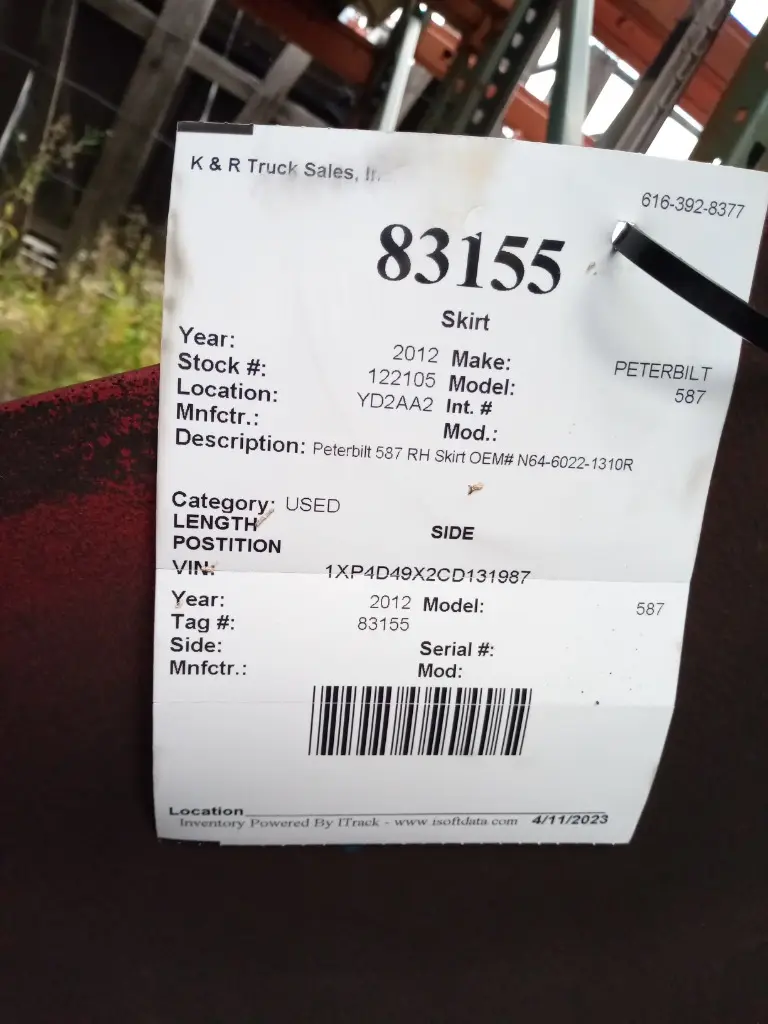 K & R Truck Sales, In
616-392-8377
83155
Skirt
Year: 2012 Make: PETERBILT
Stock #: 122105 Model: 587
Location: YD2AA2 Int. #
Mnfctr.: Mod.:
Description: Peterbilt 587 RH Skirt OEM# N64-6022-1310R
Category: USED
LENGTH SIDE
POSTITION
VIN: 1XP4D49X2CD131987
Year: 2012 Model: 587
Tag #: 83155
Side: Serial #:
Mnfctr.: Mod:
Location
Inventory Powered By ITrack - www.isoftdata.com 4/11/2023